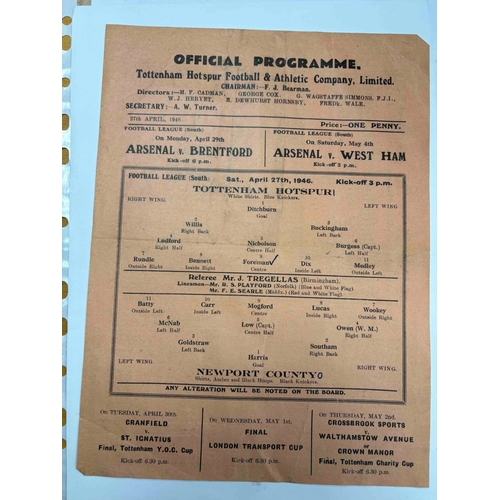 OFFICIAL PROGRAMME.
Tottenham Hotspur Football & Athletic Company, Limited.
CHAIRMAN:—F. J. Bearman.
Directors:—H. F. CADMAN, GEORGE COX, G. WAGSTAFFE SIMMONS, F.J.I.,
W. J. HERYET, E. DEWHURST HORNSBY, FREDK. WALE.
SECRETARY:—A. W. Turner.
27th APRIL, 1946. Price:—ONE PENNY.
FOOTBALL LEAGUE (South)
On Monday, April 29th
ARSENAL v. BRENTFORD
Kick-off 6 p.m.
FOOTBALL LEAGUE (South)
On Saturday, May 4th
ARSENAL v. WEST HAM
Kick-off 3 p.m.
FOOTBALL LEAGUE (South) Sat., April 27th, 1946. Kick-off 3 p.m.
TOTTENHAM HOTSPUR 1
RIGHT WING. White Shirts, Blue Knickers. LEFT WING
1
Ditchburn
Goal
2 3
Willis Buckingham
Right Back Left Back
4 5 6
Ludford Nicholson Burgess (Capt.)
Right Half Centre Half Left Half
7 8 9 10 11
Rundle Bennett Foreman Dix Medley
Outside Right Inside Right Centre Inside Left Outside Left
Referee Mr. J. TREGELLAS (Birmingham).
Linesmen—Mr. R. S. PLAYFORD (Norfolk) (Blue and White Flag)
Mr. F. E. SEARLE (Middx.) (Red and White Flag)
11 10 9 8 7
Batty Carr Mogford Lucas Wookey
Outside Left Inside Left Centre Inside Right Outside Right
6 5 4
McNab Low (Capt.) Owen (W. M.)
Left Half Centre Half Right Half
3 2
Goldstraw Southam
Left Back Right Back
1
Harris
Goal
LEFT WING. RIGHT WING.
NEWPORT COUNTY 0
Shirts, Amber and Black Hoops. Black Knickers.
ANY ALTERATION WILL BE NOTED ON THE BOARD.
On TUESDAY, APRIL 30th.
CRANFIELD
v.
ST. IGNATIUS
Final, Tottenham Y.O.C. Cup
Kick-off 6.30 p.m.
On WEDNESDAY, MAY 1st.
FINAL
LONDON TRANSPORT CUP
Kick-off 6.30 p.m.
On THURSDAY, MAY 2nd.
CROSSBROOK SPORTS
v.
WALTHAMSTOW AVENUE
or
CROWN MANOR
Final, Tottenham Charity Cup
Kick-off 6.30 p.m.